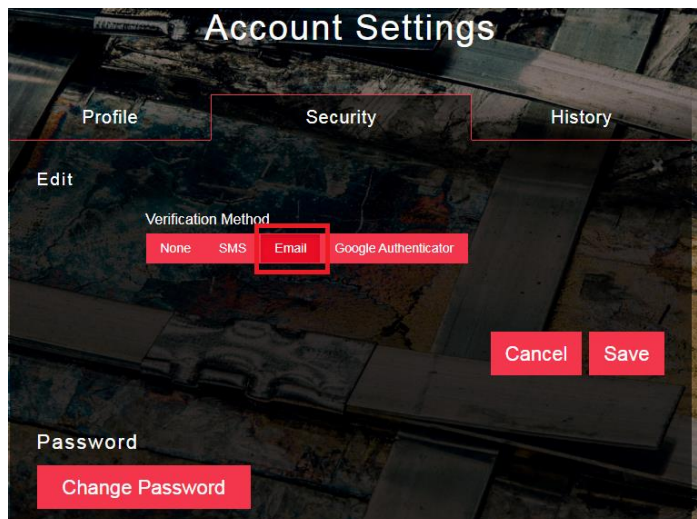 Account Settings
Profile Security History
Edit
Verification Method
None SMS Email Google Authenticator
Cancel Save
Password
Change Password